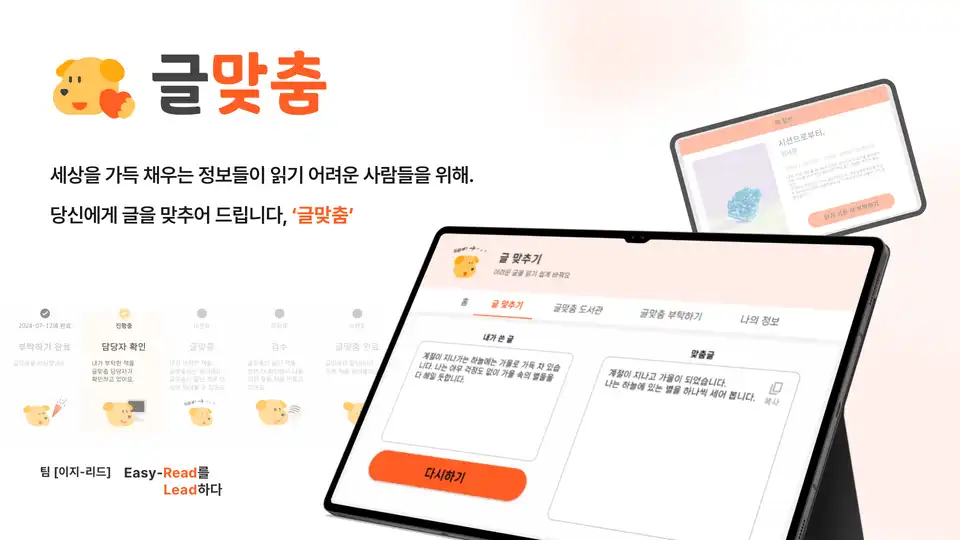 글맞춤
세상을 가득 채우는 정보들이 읽기 어려운 사람들을 위해.
당신에게 글을 맞추어 드립니다, ‘글맞춤’
시선으로부터,
글 맞추기
어려운 글을 읽기 쉽게 바꿔요
홈 글 맞추기 글맞춤 도서관 글맞춤 부탁하기 나의 정보
내가 쓴 글
계절이 지나가는 하늘에는 가을로 가득 차 있습
니다. 나는 아무 걱정도 없이 가을 속의 별들을
다 헤일 듯합니다.
다시하기
맞춤글
계절이 지나고 가을이 되었습니다.
나는 하늘에 있는 별을 하나씩 세어 봅니다.
복사
2024-07-12에 완료
부탁하기 완료
진행중
담당자 확인
내가 부탁한 책을
글맞춤 담당자가
확인하고 있어요.
글맞춤
검수
글맞춤 완료
팀 [이지-리드]
Easy-Read를
Lead하다